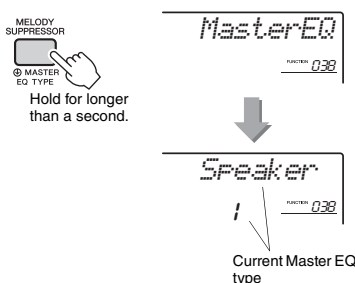 MELODY
SUPPRESSOR
MASTER
EQ TYPE
Hold for longer
than a second.
MasterEQ
FUNCTION 038
Speaker
1
FUNCTION 038
Current Master EQ
type